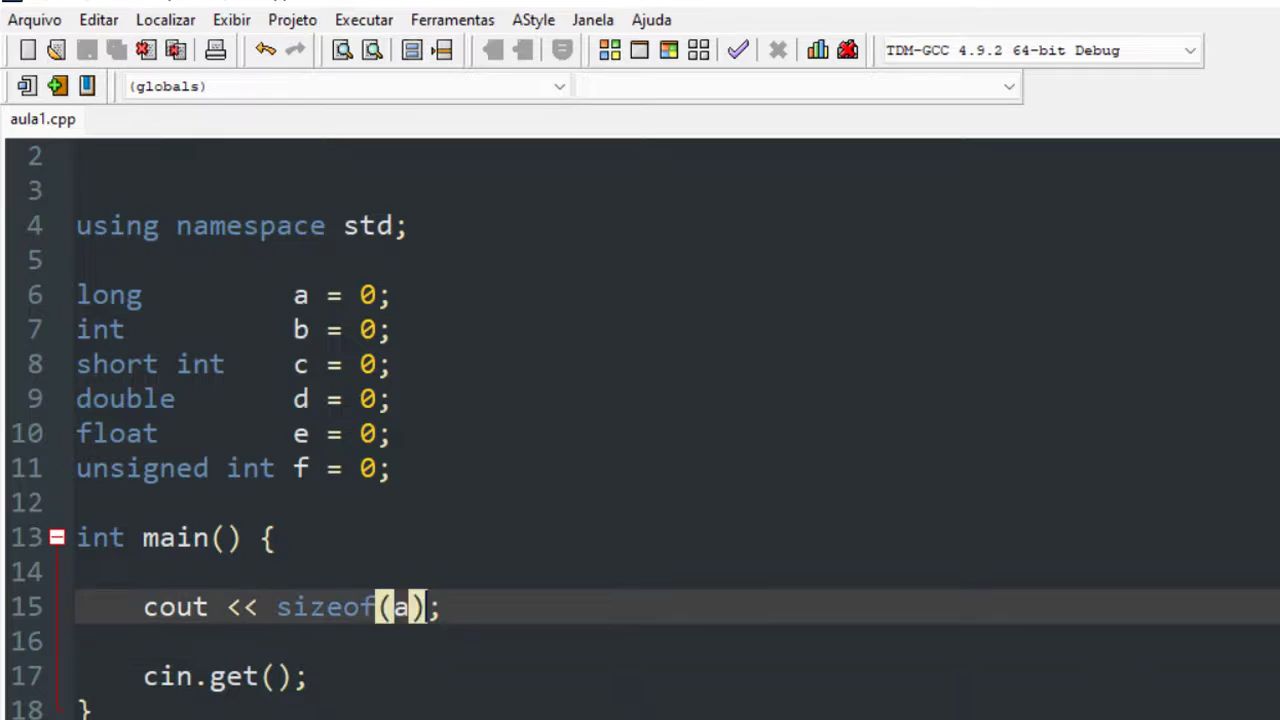 Arquivo Editar Localizar Exibir Projeto Executar Ferramentas AStyle Janela Ajuda
TDM-GCC 4.9.2 64-bit Debug
(globals)
aula1.cpp
2
3
4 using namespace std;
5
6 long a = 0;
7 int b = 0;
8 short int c = 0;
9 double d = 0;
10 float e = 0;
11 unsigned int f = 0;
12
13 int main() {
14
15 cout << sizeof(a);
16
17 cin.get();
18 }